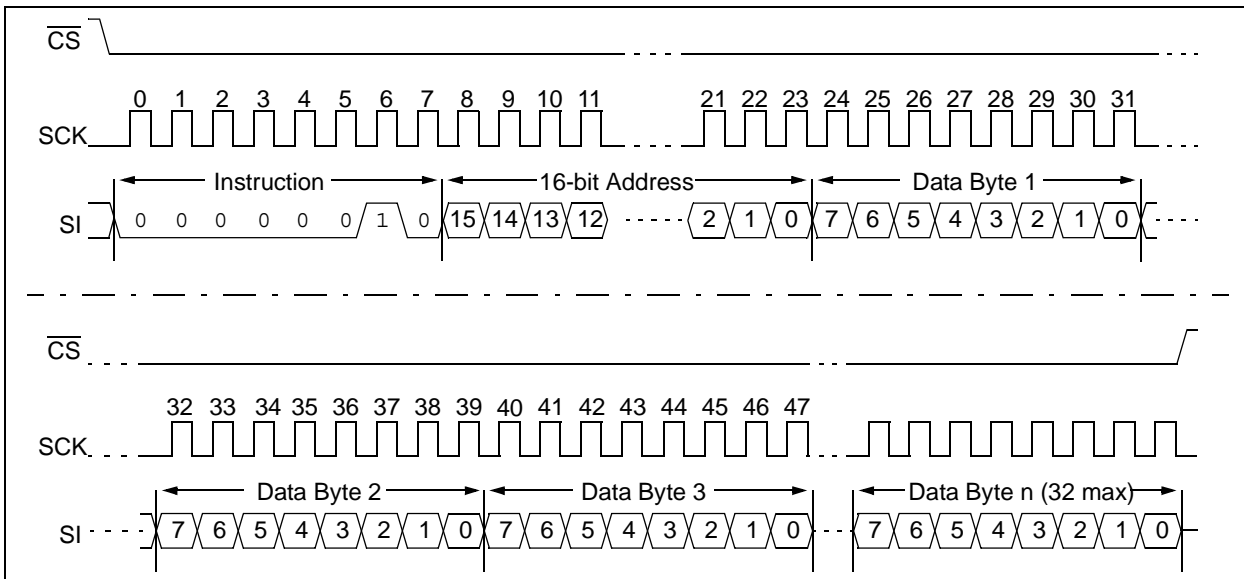 CS
0 1 2 3 4 5 6 7 8 9 10 11 21 22 23 24 25 26 27 28 29 30 31
SCK
Instruction 16-bit Address Data Byte 1
SI 0 0 0 0 0 0 1 0 15 14 13 12 2 1 0 7 6 5 4 3 2 1 0
CS
32 33 34 35 36 37 38 39 40 41 42 43 44 45 46 47
SCK
Data Byte 2 Data Byte 3 Data Byte n (32 max)
SI 7 6 5 4 3 2 1 0 7 6 5 4 3 2 1 0 7 6 5 4 3 2 1 0